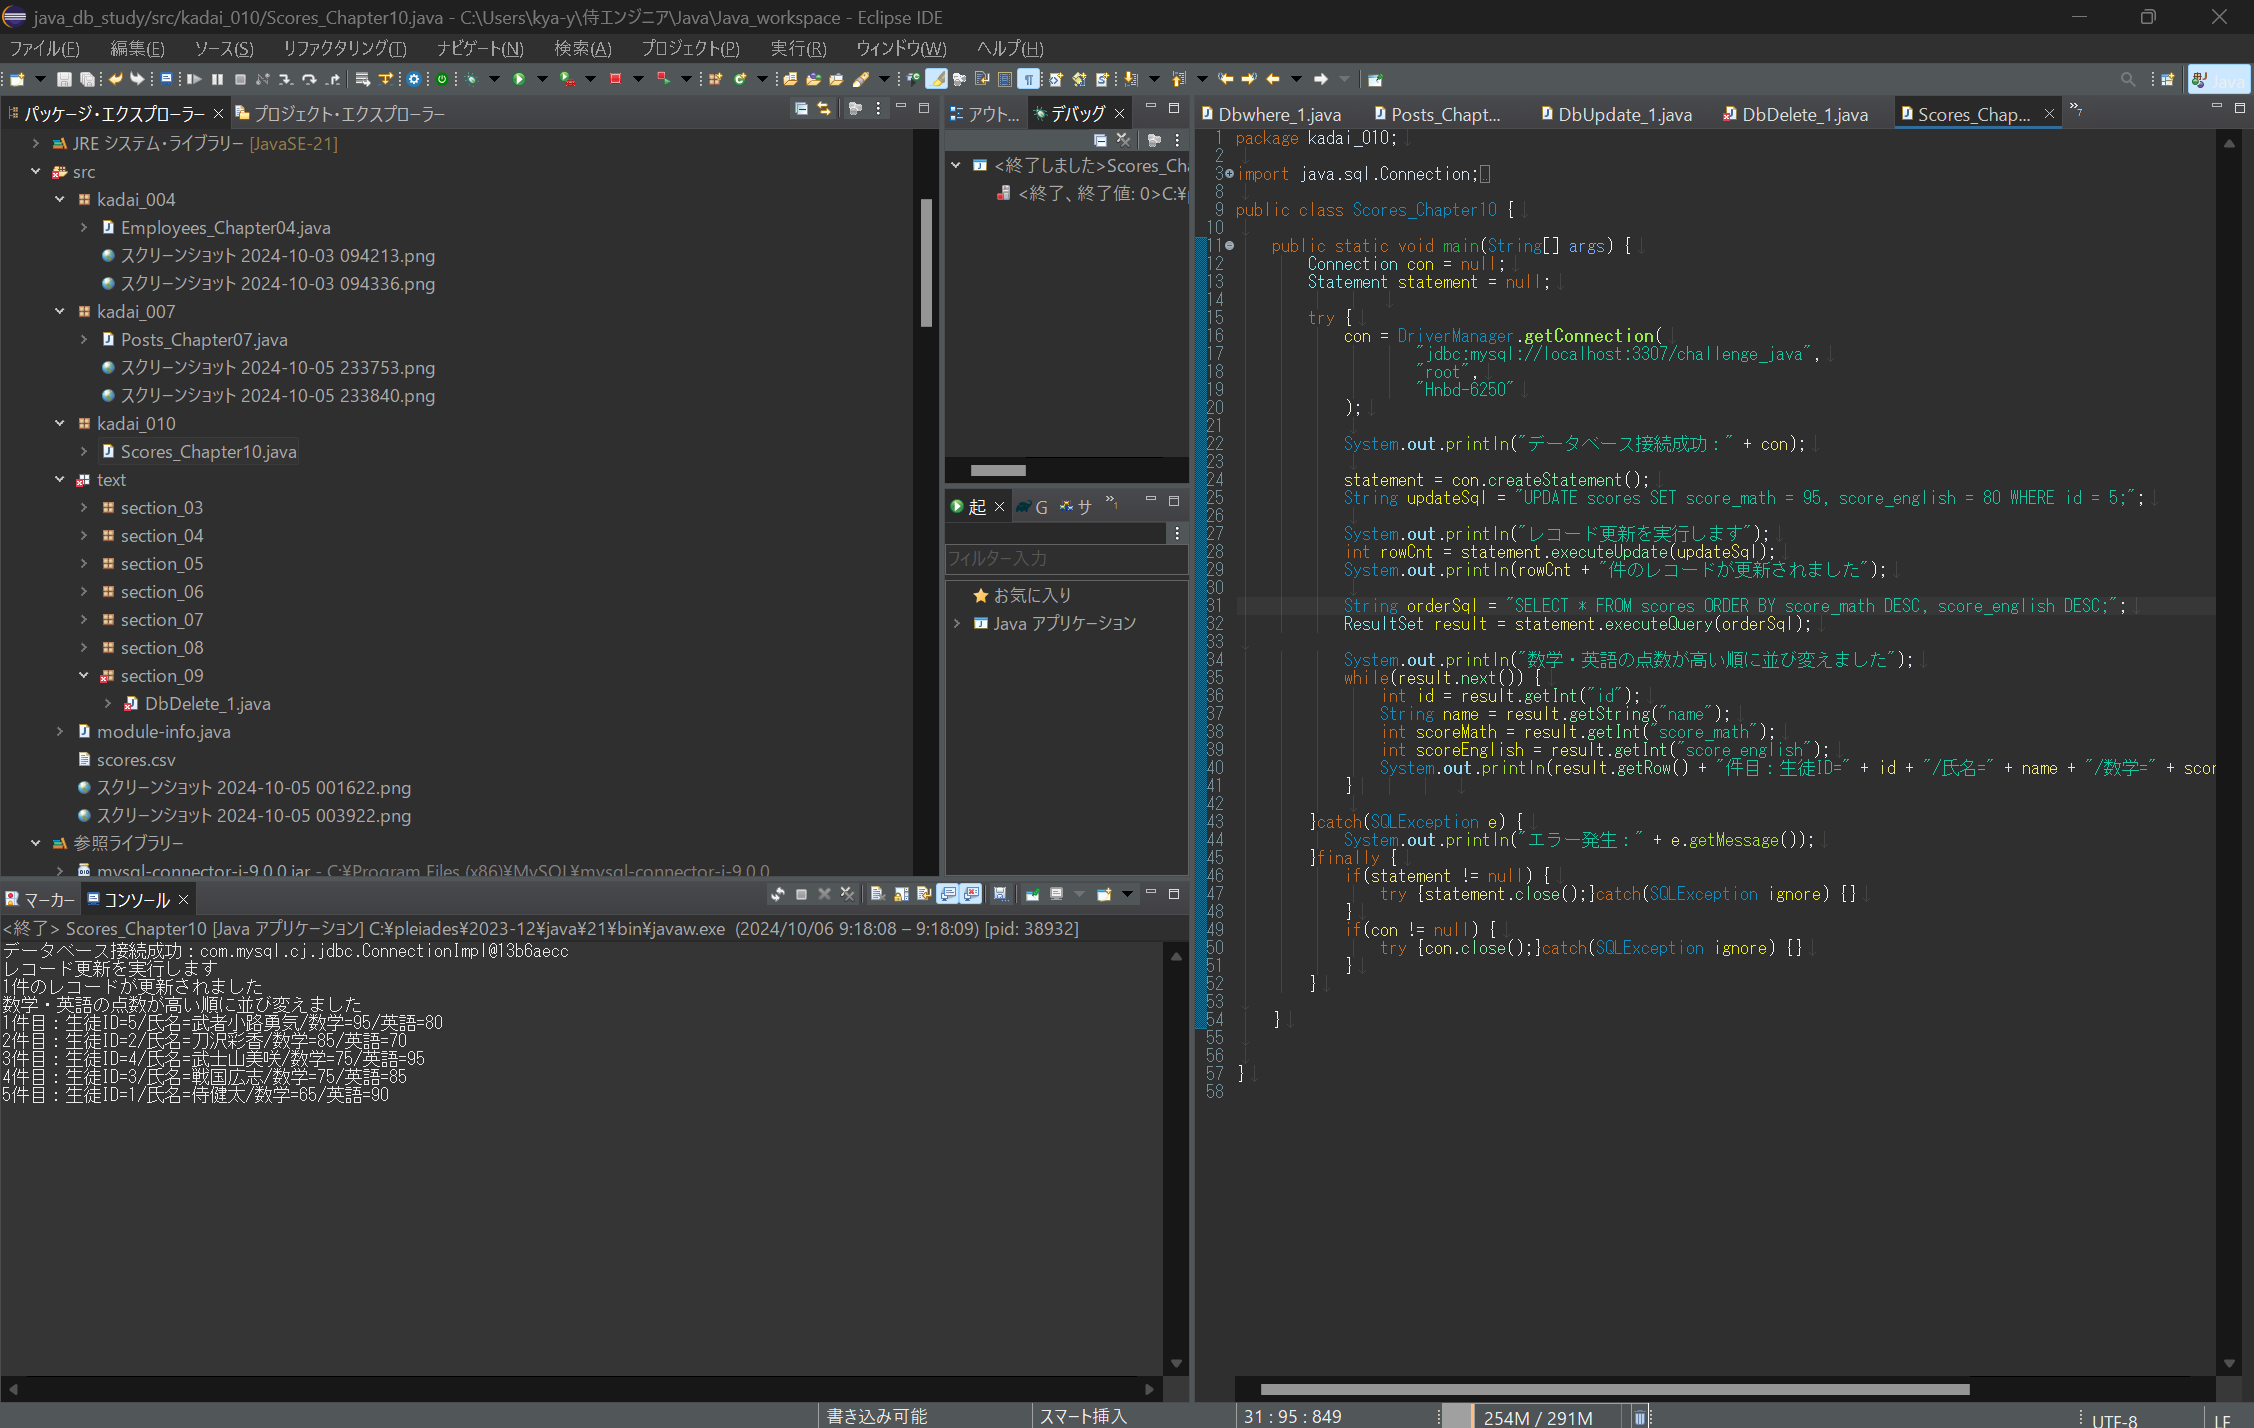 java_db_study/src/kadai_010/Scores_Chapter10.java - C:\Users\kya-y\侍エンジニア\Java\Java_workspace - Eclipse IDE
ファイル(F) 編集(E) ソース(S) リファクタリング(T) ナビゲート(N) 検索(A) プロジェクト(P) 実行(R) ウィンドウ(W) ヘルプ(H)
Java
パッケージ・エクスプローラー プロジェクト・エクスプローラー
JRE システム・ライブラリー [JavaSE-21]
src
kadai_004
Employees_Chapter04.java
スクリーンショット 2024-10-03 094213.png
スクリーンショット 2024-10-03 094336.png
kadai_007
Posts_Chapter07.java
スクリーンショット 2024-10-05 233753.png
スクリーンショット 2024-10-05 233840.png
kadai_010
Scores_Chapter10.java
text
section_03
section_04
section_05
section_06
section_07
section_08
section_09
DbDelete_1.java
module-info.java
scores.csv
スクリーンショット 2024-10-05 001622.png
スクリーンショット 2024-10-05 003922.png
参照ライブラリー
mysql-connector-j-9.0.0.jar - C:¥Program Files (x86)¥MySQL¥mysql-connector-j-9.0.0
アウト... デバッグ
<終了しました>Scores_Cha
<終了、終了値: 0>C:¥
起 G サ »1
フィルター入力
お気に入り
Java アプリケーション
マーカー コンソール
<終了> Scores_Chapter10 [Java アプリケーション] C:¥pleiades¥2023-12¥java¥21¥bin¥javaw.exe (2024/10/06 9:18:08 – 9:18:09) [pid: 38932]
データベース接続成功：com.mysql.cj.jdbc.ConnectionImpl@13b6aecc
レコード更新を実行します
1件のレコードが更新されました
数学・英語の点数が高い順に並び変えました
1件目：生徒ID=5/氏名=武者小路勇気/数学=95/英語=80
2件目：生徒ID=2/氏名=刀沢彩香/数学=85/英語=70
3件目：生徒ID=4/氏名=武士山美咲/数学=75/英語=95
4件目：生徒ID=3/氏名=戦国広志/数学=75/英語=85
5件目：生徒ID=1/氏名=侍健太/数学=65/英語=90
Dbwhere_1.java Posts_Chapt... DbUpdate_1.java DbDelete_1.java Scores_Chap... »7
1 package kadai_010;
2
3 import java.sql.Connection;
8
9 public class Scores_Chapter10 {
10
11 public static void main(String[] args) {
12 Connection con = null;
13 Statement statement = null;
14
15 try {
16 con = DriverManager.getConnection(
17 "jdbc:mysql://localhost:3307/challenge_java",
18 "root",
19 "Hnbd-6250"
20 );
21
22 System.out.println("データベース接続成功：" + con);
23
24 statement = con.createStatement();
25 String updateSql = "UPDATE scores SET score_math = 95, score_english = 80 WHERE id = 5;";
26
27 System.out.println("レコード更新を実行します");
28 int rowCnt = statement.executeUpdate(updateSql);
29 System.out.println(rowCnt + "件のレコードが更新されました");
30
31 String orderSql = "SELECT * FROM scores ORDER BY score_math DESC, score_english DESC;";
32 ResultSet result = statement.executeQuery(orderSql);
33
34 System.out.println("数学・英語の点数が高い順に並び変えました");
35 while(result.next()) {
36 int id = result.getInt("id");
37 String name = result.getString("name");
38 int scoreMath = result.getInt("score_math");
39 int scoreEnglish = result.getInt("score_english");
40 System.out.println(result.getRow() + "件目：生徒ID=" + id + "/氏名=" + name + "/数学=" + scor
41 }
42
43 }catch(SQLException e) {
44 System.out.println("エラー発生：" + e.getMessage());
45 }finally {
46 if(statement != null) {
47 try {statement.close();}catch(SQLException ignore) {}
48 }
49 if(con != null) {
50 try {con.close();}catch(SQLException ignore) {}
51 }
52 }
53
54 }
55
56
57 }
58
書き込み可能 スマート挿入 31 : 95 : 849 254M / 291M UTF-8 LF